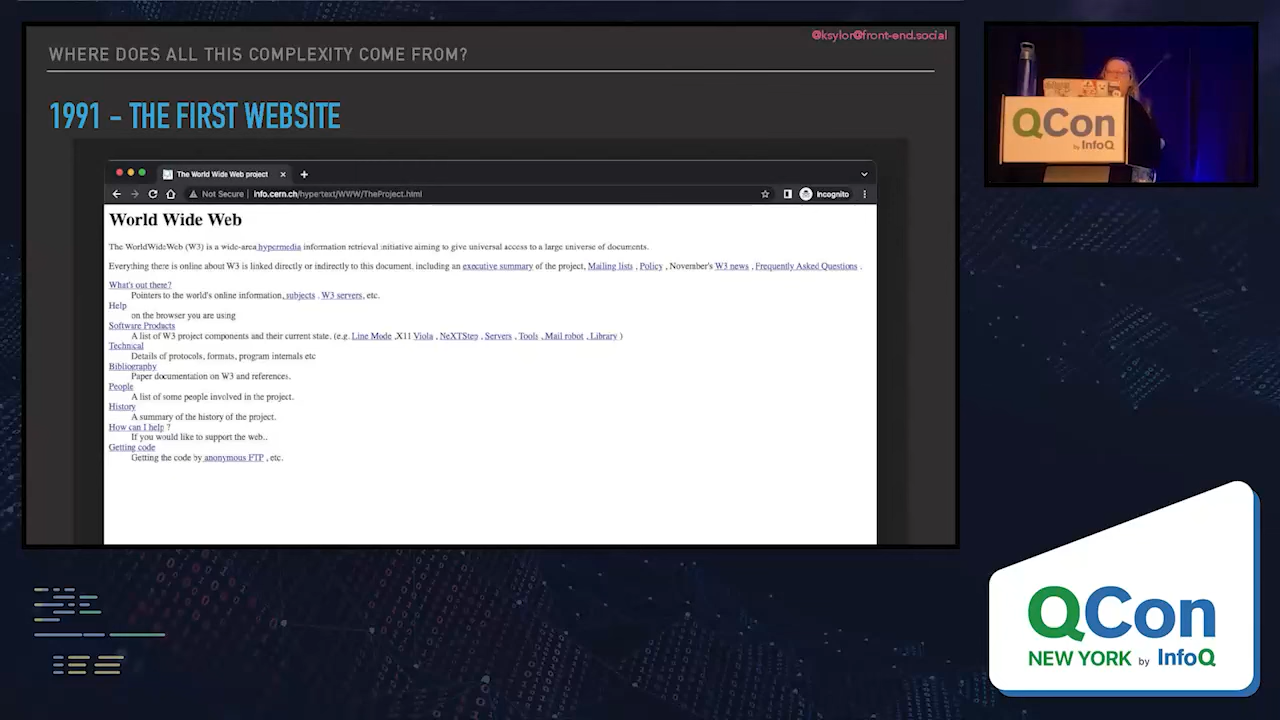 @ksylor@front-end.social
WHERE DOES ALL THIS COMPLEXITY COME FROM?
1991 - THE FIRST WEBSITE
The World Wide Web project
Not Secure
info.cern.ch/hypertext/WWW/TheProject.html
Incognito
World Wide Web
The WorldWideWeb (W3) is a wide-area hypermedia information retrieval initiative aiming to give universal access to a large universe of documents.
Everything there is online about W3 is linked directly or indirectly to this document, including an executive summary of the project, Mailing lists , Policy , November's W3 news , Frequently Asked Questions .
What's out there?
Pointers to the world's online information, subjects , W3 servers, etc.
Help
on the browser you are using
Software Products
A list of W3 project components and their current state. (e.g. Line Mode ,X11 Viola , NeXTStep , Servers , Tools , Mail robot , Library )
Technical
Details of protocols, formats, program internals etc
Bibliography
Paper documentation on W3 and references.
People
A list of some people involved in the project.
History
A summary of the history of the project.
How can I help ?
If you would like to support the web..
Getting code
Getting the code by anonymous FTP , etc.
QCon
by InfoQ
QCon
NEW YORK by InfoQ